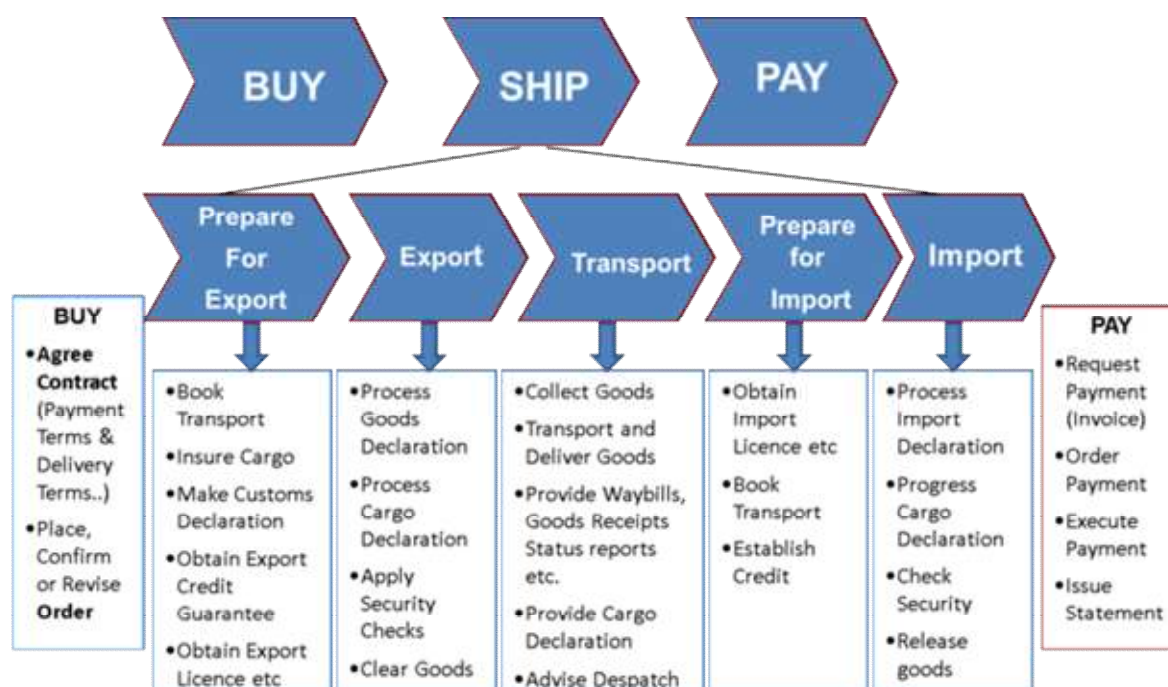 BUY
SHIP
PAY
Prepare
For
Export
Export
Transport
Prepare
for
Import
Import
BUY
•Agree
Contract
(Payment
Terms &
Delivery
Terms..)
•Place,
Confirm
or Revise
Order
•Book
Transport
•Insure Cargo
•Make Customs
Declaration
•Obtain Export
Credit
Guarantee
•Obtain Export
Licence etc
•Process
Goods
Declaration
•Process
Cargo
Declaration
•Apply
Security
Checks
•Clear Goods
•Collect Goods
•Transport and
Deliver Goods
•Provide Waybills,
Goods Receipts
Status reports
etc.
•Provide Cargo
Declaration
•Advise Despatch
•Obtain
Import
Licence etc
•Book
Transport
•Establish
Credit
•Process
Import
Declaration
•Progress
Cargo
Declaration
•Check
Security
•Release
goods
PAY
•Request
Payment
(Invoice)
•Order
Payment
•Execute
Payment
•Issue
Statement